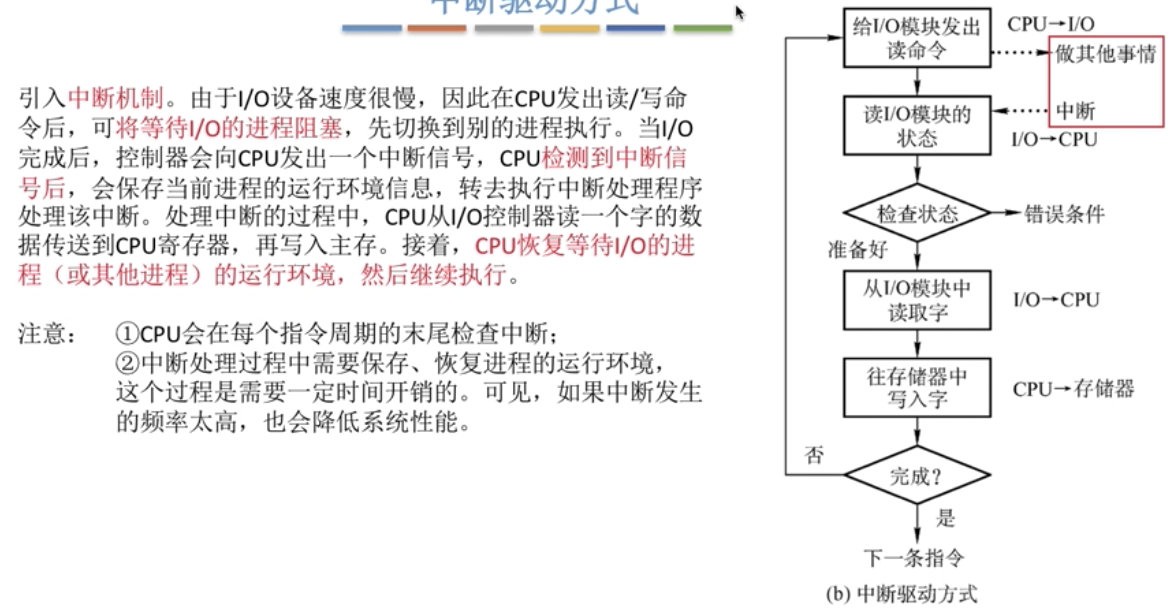 中断驱动方式
引入中断机制。由于I/O设备速度很慢，因此在CPU发出读/写命
令后，可将等待I/O的进程阻塞，先切换到别的进程执行。当I/O
完成后，控制器会向CPU发出一个中断信号，CPU检测到中断信
号后，会保存当前进程的运行环境信息，转去执行中断处理程序
处理该中断。处理中断的过程中，CPU从I/O控制器读一个字的数
据传送到CPU寄存器，再写入主存。接着，CPU恢复等待I/O的进
程（或其他进程）的运行环境，然后继续执行。
注意： ①CPU会在每个指令周期的末尾检查中断；
②中断处理过程中需要保存、恢复进程的运行环境，
这个过程是需要一定时间开销的。可见，如果中断发生
的频率太高，也会降低系统性能。
给I/O模块发出
读命令
CPU→I/O
做其他事情
读I/O模块的
状态
中断
I/O→CPU
检查状态
错误条件
准备好
从I/O模块中
读取字
I/O→CPU
往存储器中
写入字
CPU→存储器
否
完成？
是
下一条指令
(b) 中断驱动方式